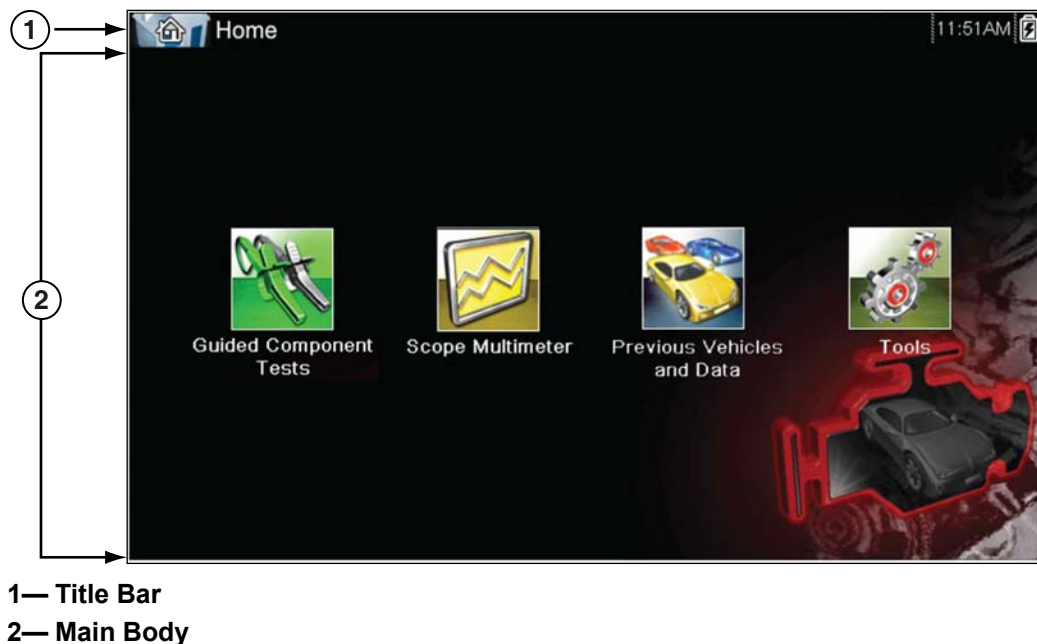 1
Home
11:51AM
2
Guided Component
Tests
Scope Multimeter
Previous Vehicles
and Data
Tools
1— Title Bar
2— Main Body